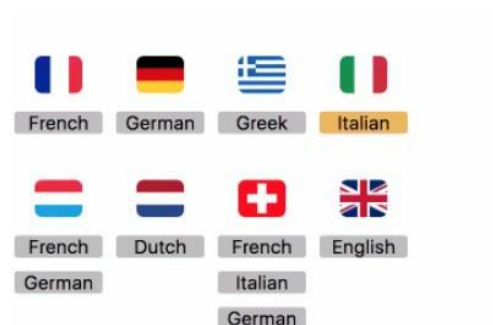 French German Greek Italian
French Dutch French English
German Italian
German